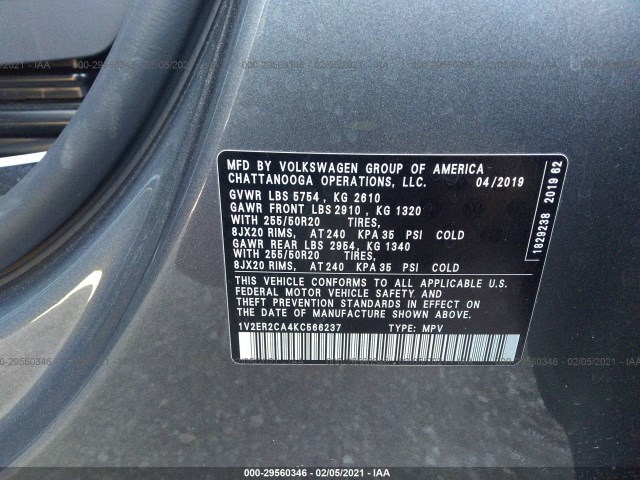 MFD BY VOLKSWAGEN GROUP OF AMERICA
CHATTANOOGA OPERATIONS, LLC. 04/2019
GVWR LBS 5754 , KG 2610
GAWR FRONT LBS 2910 , KG 1320
WITH 255/50R20 TIRES,
8JX20 RIMS, AT 240 KPA 35 PSI COLD
GAWR REAR LBS 2954, KG 1340
WITH 255/50R20 TIRES,
8JX20 RIMS, AT 240 KPA 35 PSI COLD
THIS VEHICLE CONFORMS TO ALL APPLICABLE U.S.
FEDERAL MOTOR VEHICLE SAFETY AND
THEFT PREVENTION STANDARDS IN EFFECT ON
THE DATE OF MANUFACTURE SHOWN ABOVE.
1V2ER2CA4KC566237 TYPE: MPV
1829238 2019 62
000-29560346 - 02/05/2021 - IAA